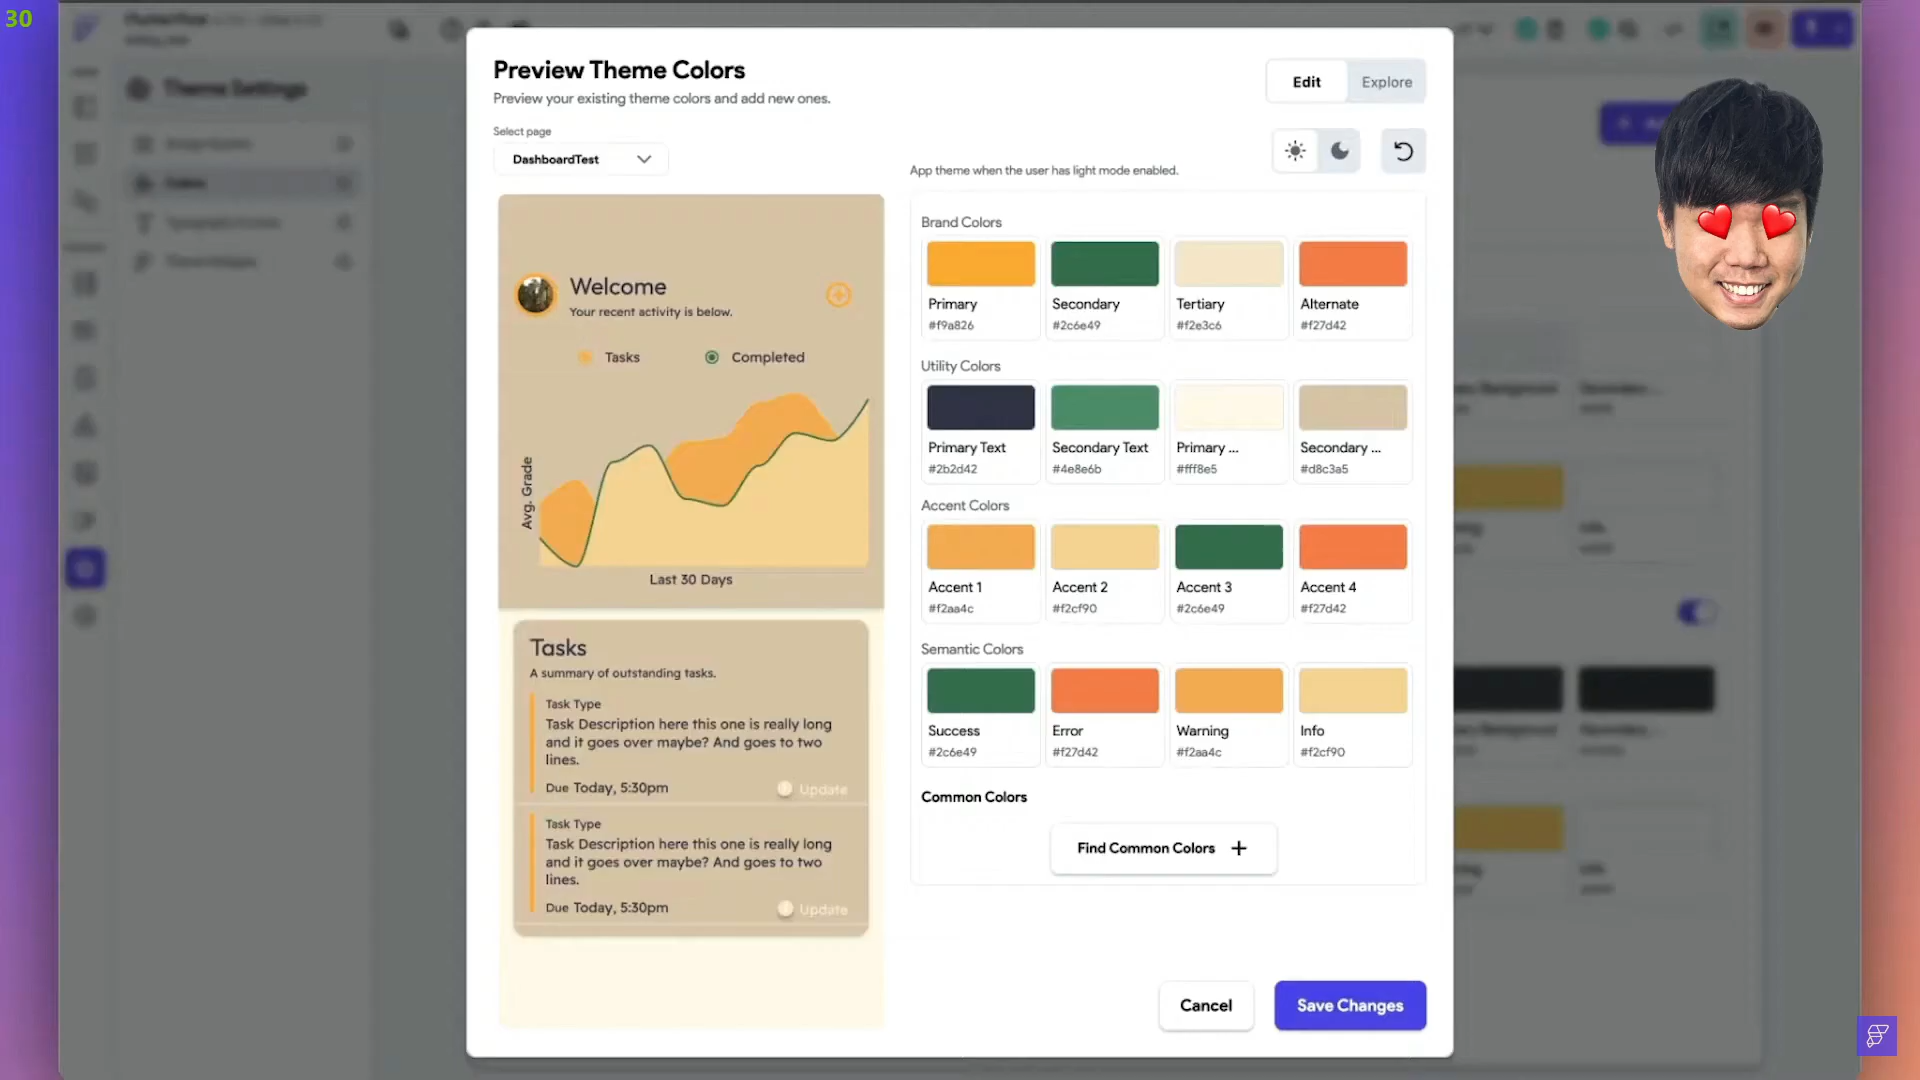 30
Theme Settings
Preview Theme Colors
Preview your existing theme colors and add new ones.
Edit
Explore
Select page
DashboardTest
App theme when the user has light mode enabled.
Welcome
Your recent activity is below.
Tasks
Completed
Avg. Grade
Last 30 Days
Tasks
A summary of outstanding tasks.
Task Type
Task Description here this one is really long
and it goes over maybe? And goes to two
lines.
Due Today, 5:30pm
Update
Task Type
Task Description here this one is really long
and it goes over maybe? And goes to two
lines.
Due Today, 5:30pm
Update
Brand Colors
Primary
#f9a826
Secondary
#2c6e49
Tertiary
#f2e3c6
Alternate
#f27d42
Utility Colors
Primary Text
#2b2d42
Secondary Text
#4e8e6b
Primary ...
#fff8e5
Secondary ...
#d8c3a5
Accent Colors
Accent 1
#f2aa4c
Accent 2
#f2cf90
Accent 3
#2c6e49
Accent 4
#f27d42
Semantic Colors
Success
#2c6e49
Error
#f27d42
Warning
#f2aa4c
Info
#f2cf90
Common Colors
Find Common Colors +
Cancel
Save Changes